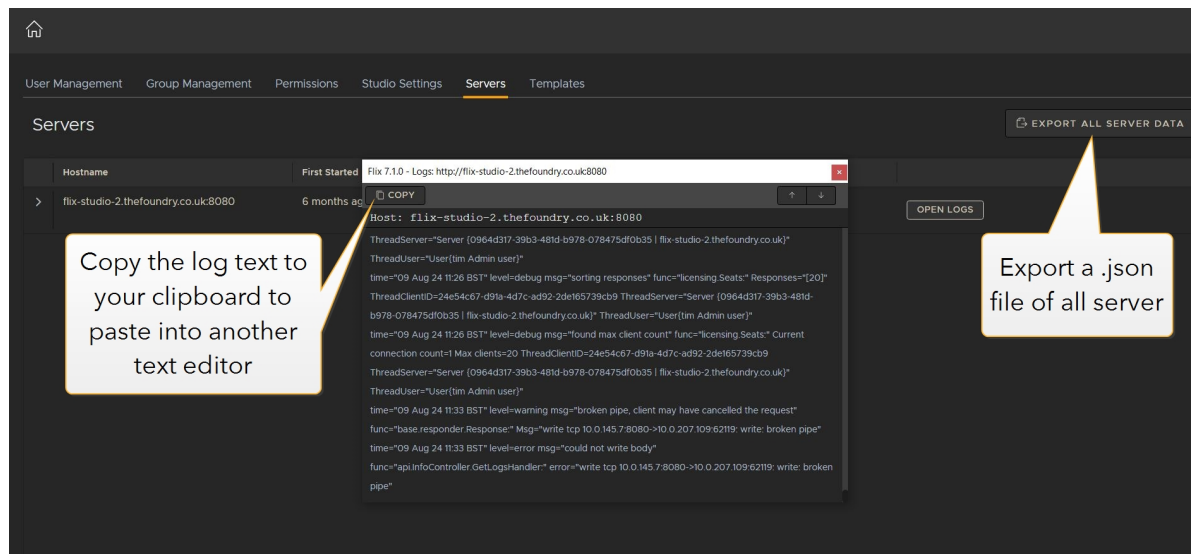 User Management Group Management Permissions Studio Settings Servers Templates
Servers
EXPORT ALL SERVER DATA
Hostname First Started
flix-studio-2.thefoundry.co.uk:8080 6 months ag
OPEN LOGS
Flix 7.1.0 - Logs: http://flix-studio-2.thefoundry.co.uk:8080
COPY
Host: flix-studio-2.thefoundry.co.uk:8080
ThreadServer="Server {0964d317-39b3-481d-b978-078475df0b35 | flix-studio-2.thefoundry.co.uk}"
ThreadUser="User{tim Admin user}"
time="09 Aug 24 11:26 BST" level=debug msg="sorting responses" func="licensing.Seats:" Responses="[20]"
ThreadClientID=24e54c67-d91a-4d7c-ad92-2de165739cb9 ThreadServer="Server {0964d317-39b3-481d-
b978-078475df0b35 | flix-studio-2.thefoundry.co.uk}" ThreadUser="User{tim Admin user}"
time="09 Aug 24 11:26 BST" level=debug msg="found max client count" func="licensing.Seats:" Current
connection count=1 Max clients=20 ThreadClientID=24e54c67-d91a-4d7c-ad92-2de165739cb9
ThreadServer="Server {0964d317-39b3-481d-b978-078475df0b35 | flix-studio-2.thefoundry.co.uk}"
ThreadUser="User{tim Admin user}"
time="09 Aug 24 11:33 BST" level=warning msg="broken pipe, client may have cancelled the request"
func="base.responder.Response:" Msg="write tcp 10.0.145.7:8080->10.0.207.109:62119: write: broken pipe"
time="09 Aug 24 11:33 BST" level=error msg="could not write body"
func="api.InfoController.GetLogsHandler:" error="write tcp 10.0.145.7:8080->10.0.207.109:62119: write: broken
pipe"
Copy the log text to
your clipboard to
paste into another
text editor
Export a .json
file of all server